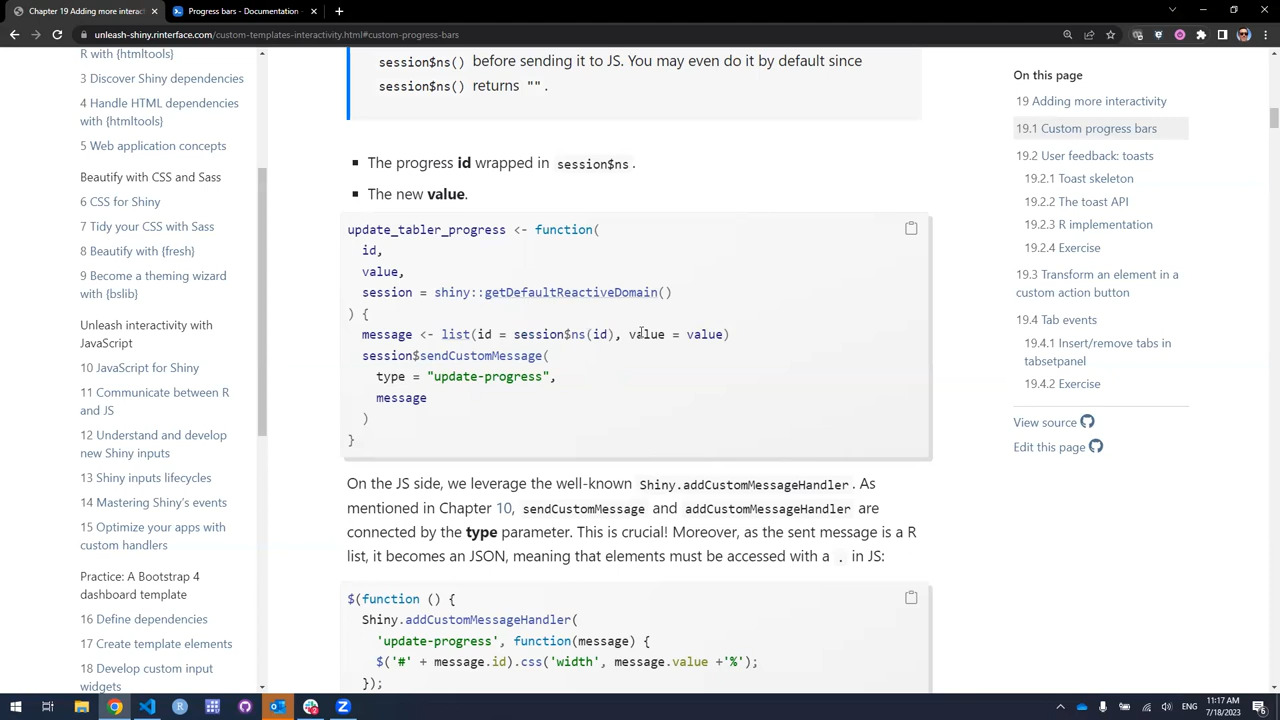 Chapter 19 Adding more interact
Progress bars - Documentation -
unleash-shiny.rinterface.com/custom-templates-interactivity.html#custom-progress-bars
R with {htmltools}
3 Discover Shiny dependencies
4 Handle HTML dependencies
with {htmltools}
5 Web application concepts
Beautify with CSS and Sass
6 CSS for Shiny
7 Tidy your CSS with Sass
8 Beautify with {fresh}
9 Become a theming wizard
with {bslib}
Unleash interactivity with
JavaScript
10 JavaScript for Shiny
11 Communicate between R
and JS
12 Understand and develop
new Shiny inputs
13 Shiny inputs lifecycles
14 Mastering Shiny's events
15 Optimize your apps with
custom handlers
Practice: A Bootstrap 4
dashboard template
16 Define dependencies
17 Create template elements
18 Develop custom input
widgets
session$ns() before sending it to JS. You may even do it by default since
session$ns() returns "".
▪ The progress id wrapped in session$ns.
▪ The new value.
update_tabler_progress <- function(
id,
value,
session = shiny::getDefaultReactiveDomain()
) {
message <- list(id = session$ns(id), value = value)
session$sendCustomMessage(
type = "update-progress",
message
)
}
On the JS side, we leverage the well-known Shiny.addCustomMessageHandler. As
mentioned in Chapter 10, sendCustomMessage and addCustomMessageHandler are
connected by the type parameter. This is crucial! Moreover, as the sent message is a R
list, it becomes an JSON, meaning that elements must be accessed with a . in JS:
$(function () {
Shiny.addCustomMessageHandler(
'update-progress', function(message) {
$('#' + message.id).css('width', message.value +'%');
});
On this page
19 Adding more interactivity
19.1 Custom progress bars
19.2 User feedback: toasts
19.2.1 Toast skeleton
19.2.2 The toast API
19.2.3 R implementation
19.2.4 Exercise
19.3 Transform an element in a
custom action button
19.4 Tab events
19.4.1 Insert/remove tabs in
tabsetpanel
19.4.2 Exercise
View source
Edit this page
11:17 AM
7/18/2023